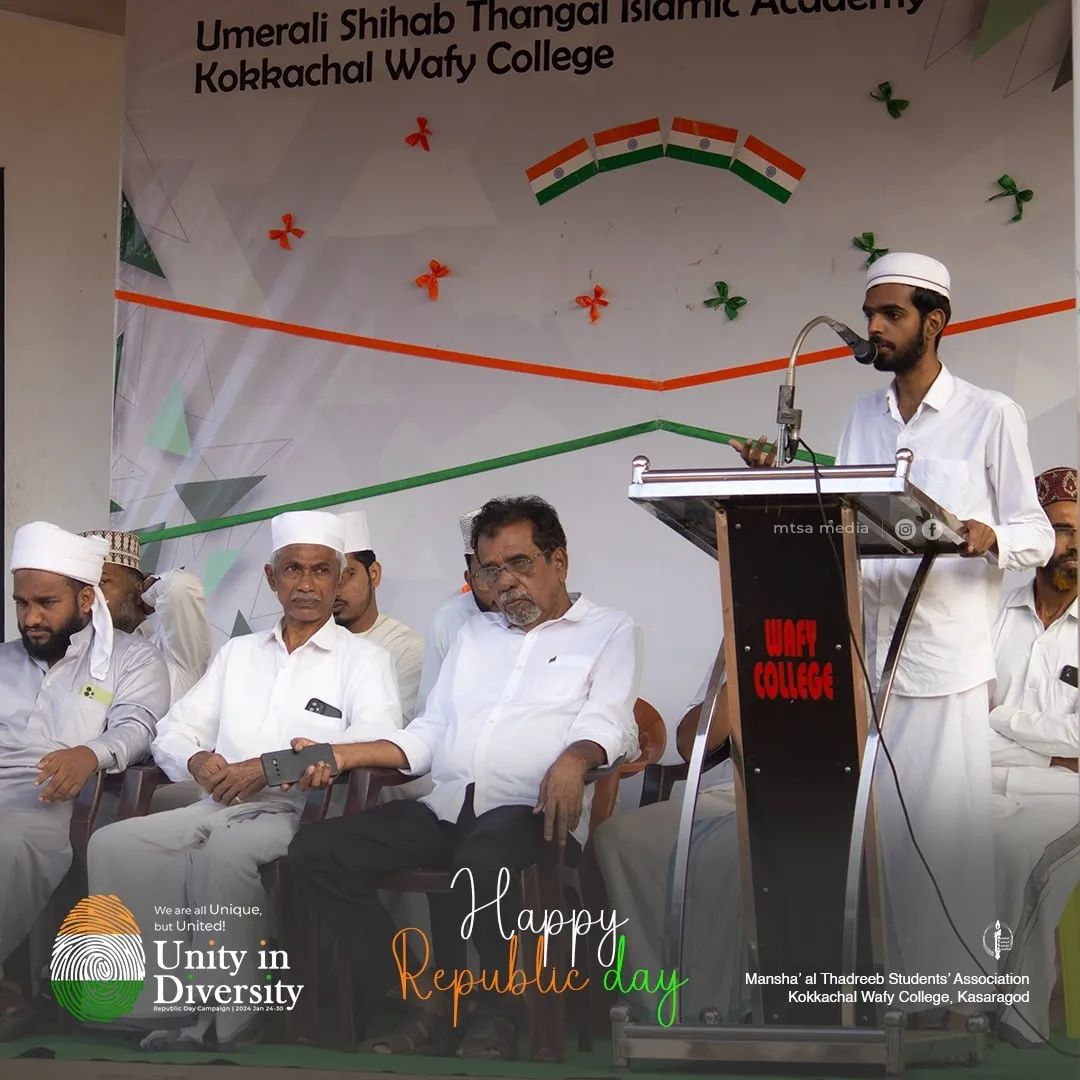 Umerali Shihab Thangal Islamic Academy
Kokkachal Wafy College
mtsa media
WAFY
COLLEGE
We are all Unique,
but United!
Unity in
Diversity
Republic Day Campaign | 2024 Jan 24-30
Happy
Republic day
Mansha' al Thadreeb Students' Association
Kokkachal Wafy College, Kasaragod